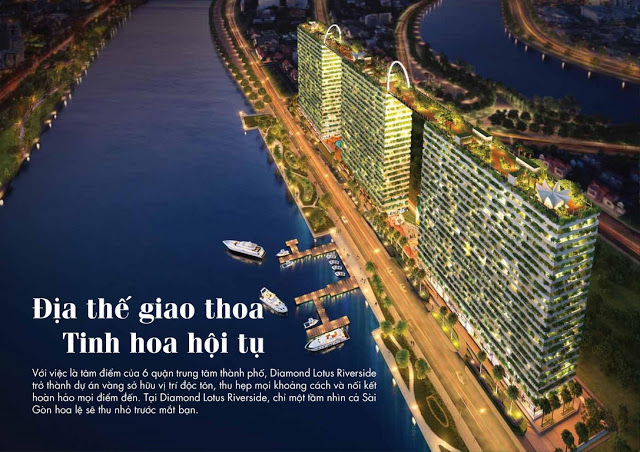 Địa thế giao thoa
Tinh hoa hội tụ
Với việc là tâm điểm của 6 quận trung tâm thành phố, Diamond Lotus Riverside
trở thành dự án vàng sở hữu vị trí độc tôn, thu hẹp mọi khoảng cách và nối kết
hoàn hảo mọi điểm đến. Tại Diamond Lotus Riverside, chỉ một tầm nhìn cả Sài
Gòn hoa lệ sẽ thu nhỏ trước mắt bạn.